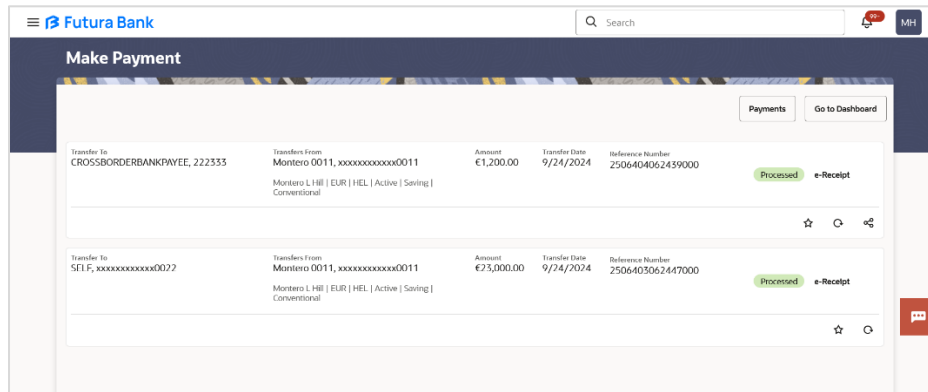 Futura Bank
Search
99+
MH
Make Payment
Payments
Go to Dashboard
Transfer To
Transfers From
Amount
Transfer Date
Reference Number
CROSSBORDERBANKPAYEE, 222333
Montero 0011, xxxxxxxxxxxx0011
€1,200.00
9/24/2024
2506404062439000
Processed
e-Receipt
Montero L Hill | EUR | HEL | Active | Saving |
Conventional
Transfer To
Transfers From
Amount
Transfer Date
Reference Number
SELF, xxxxxxxxxxxx0022
Montero 0011, xxxxxxxxxxxx0011
€23,000.00
9/24/2024
2506403062447000
Processed
e-Receipt
Montero L Hill | EUR | HEL | Active | Saving |
Conventional